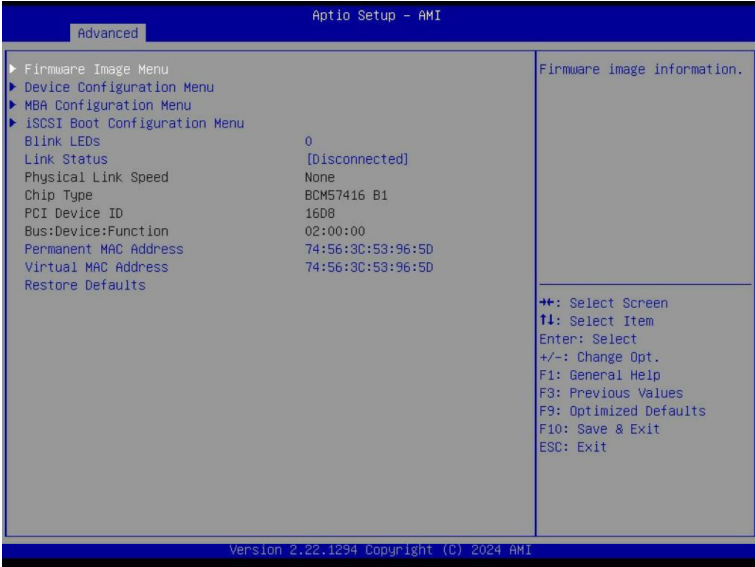 Aptio Setup – AMI
Advanced
Firmware Image Menu
Device Configuration Menu
MBA Configuration Menu
iSCSI Boot Configuration Menu
Blink LEDs 0
Link Status [Disconnected]
Physical Link Speed None
Chip Type BCM57416 B1
PCI Device ID 16D8
Bus:Device:Function 02:00:00
Permanent MAC Address 74:56:3C:53:96:5D
Virtual MAC Address 74:56:3C:53:96:5D
Restore Defaults
Firmware image information.
→←: Select Screen
↑↓: Select Item
Enter: Select
+/-: Change Opt.
F1: General Help
F3: Previous Values
F9: Optimized Defaults
F10: Save & Exit
ESC: Exit
Version 2.22.1294 Copyright (C) 2024 AMI